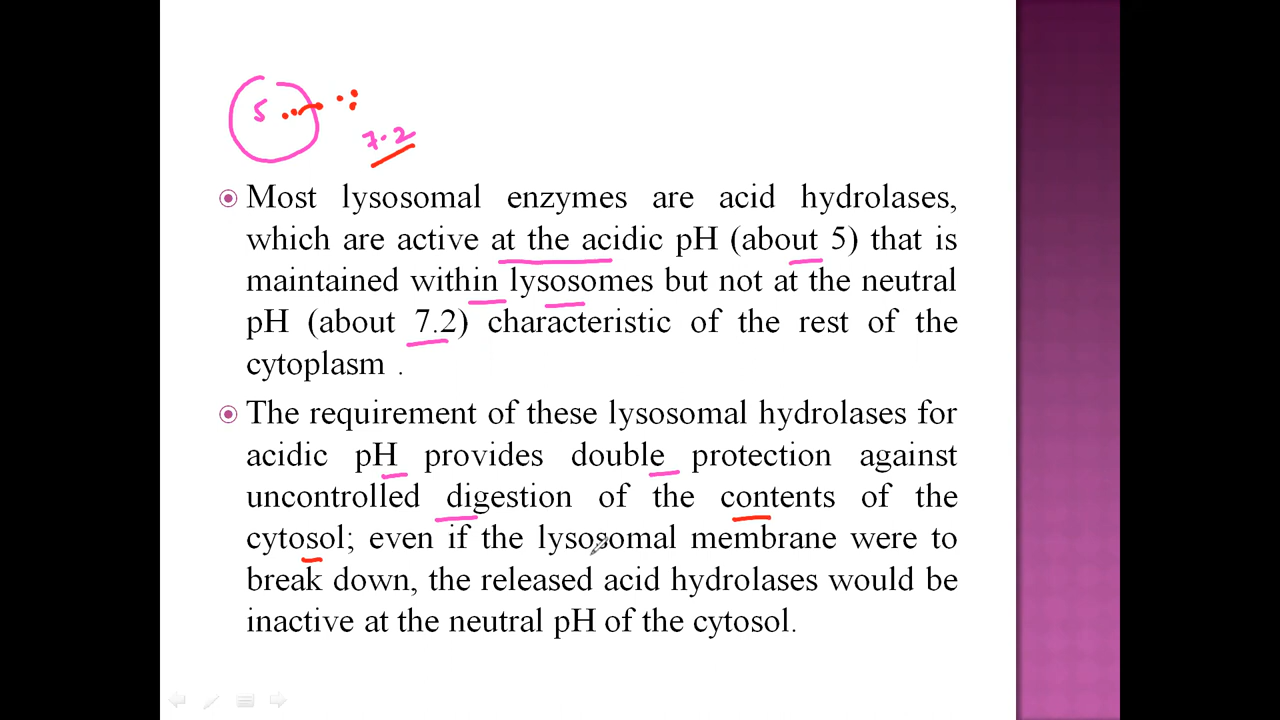 5
7.2
Most lysosomal enzymes are acid hydrolases,
which are active at the acidic pH (about 5) that is
maintained within lysosomes but not at the neutral
pH (about 7.2) characteristic of the rest of the
cytoplasm .
The requirement of these lysosomal hydrolases for
acidic pH provides double protection against
uncontrolled digestion of the contents of the
cytosol; even if the lysosomal membrane were to
break down, the released acid hydrolases would be
inactive at the neutral pH of the cytosol.